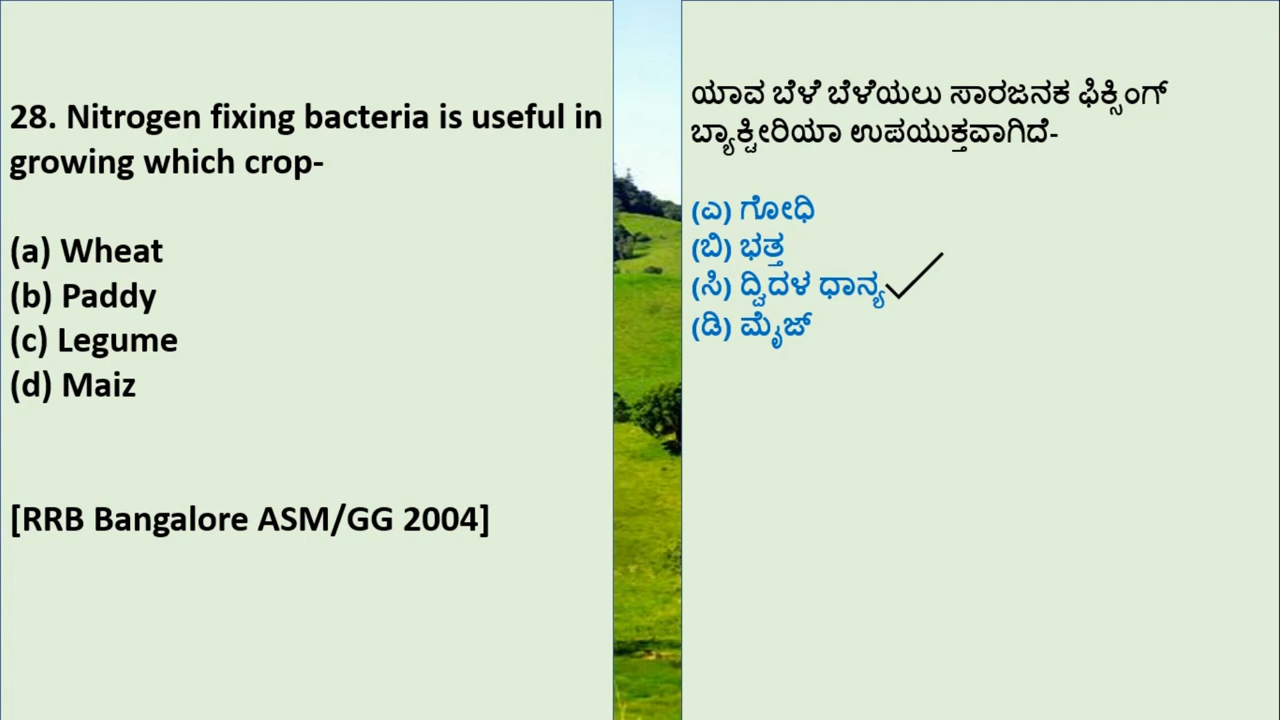 28. Nitrogen fixing bacteria is useful in
growing which crop-
(a) Wheat
(b) Paddy
(c) Legume
(d) Maiz
[RRB Bangalore ASM/GG 2004]
ಯಾವ ಬೆಳೆ ಬೆಳೆಯಲು ಸಾರಜನಕ ಫಿಕ್ಸಿಂಗ್
ಬ್ಯಾಕ್ಟೀರಿಯಾ ಉಪಯುಕ್ತವಾಗಿದೆ-
(ಎ) ಗೋಧಿ
(ಬಿ) ಭತ್ತ
(ಸಿ) ದ್ವಿದಳ ಧಾನ್ಯ
(ಡಿ) ಮೈಜ್